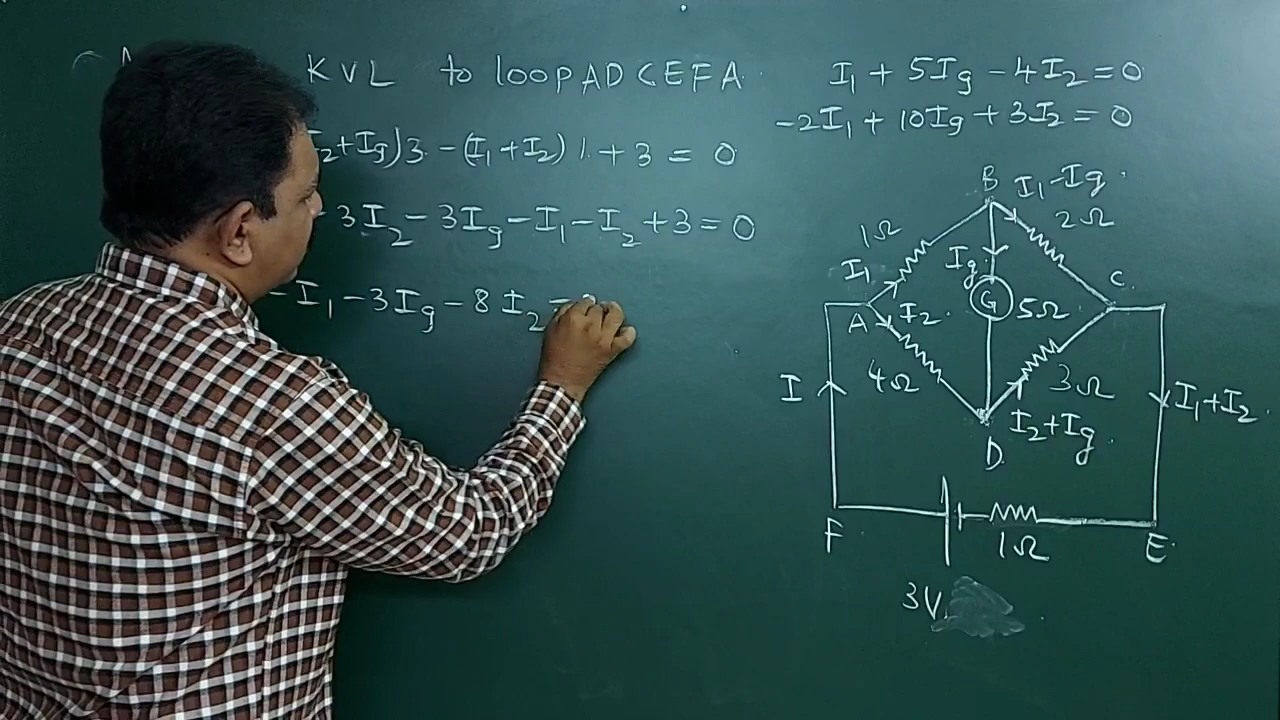 KVL to loop ADCEFA
I₂+Ig)3 - (I₁+I₂)1 + 3 = 0
- 3I₂ - 3Ig - I₁ - I₂ + 3 = 0
- I₁ - 3Ig - 8I₂ =
I₁ + 5Ig - 4I₂ = 0
-2I₁ + 10Ig + 3I₂ = 0
B
I₁-Ig
1Ω
2Ω
I₁
Ig
C
A
I₂
G
5Ω
4Ω
3Ω
I
I₁+I₂
I₂+Ig
D
F
1Ω
E
3V